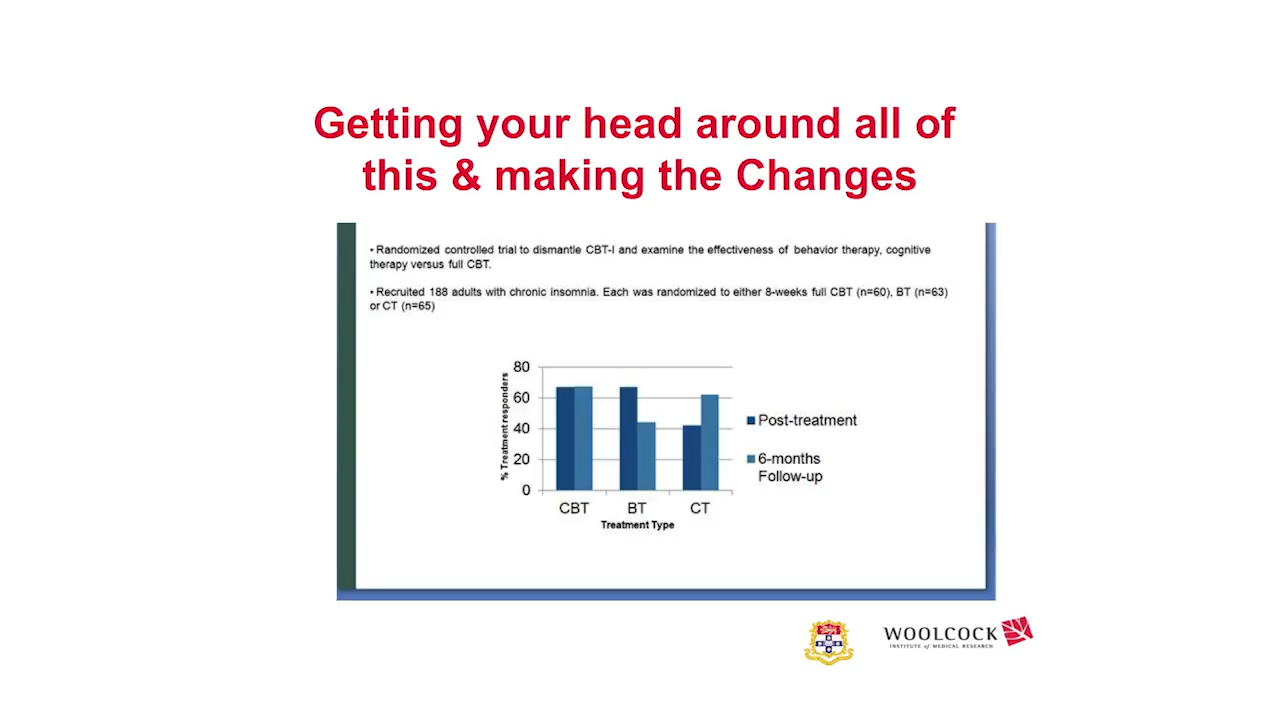 Getting your head around all of
this & making the Changes
• Randomized controlled trial to dismantle CBT-I and examine the effectiveness of behavior therapy, cognitive
therapy versus full CBT.
• Recruited 188 adults with chronic insomnia. Each was randomized to either 8-weeks full CBT (n=60), BT (n=63)
or CT (n=65)
% Treatment responders
80
60
40
20
0
CBT BT CT
Treatment Type
Post-treatment
6-months
Follow-up
WOOLCOCK
INSTITUTE of MEDICAL RESEARCH